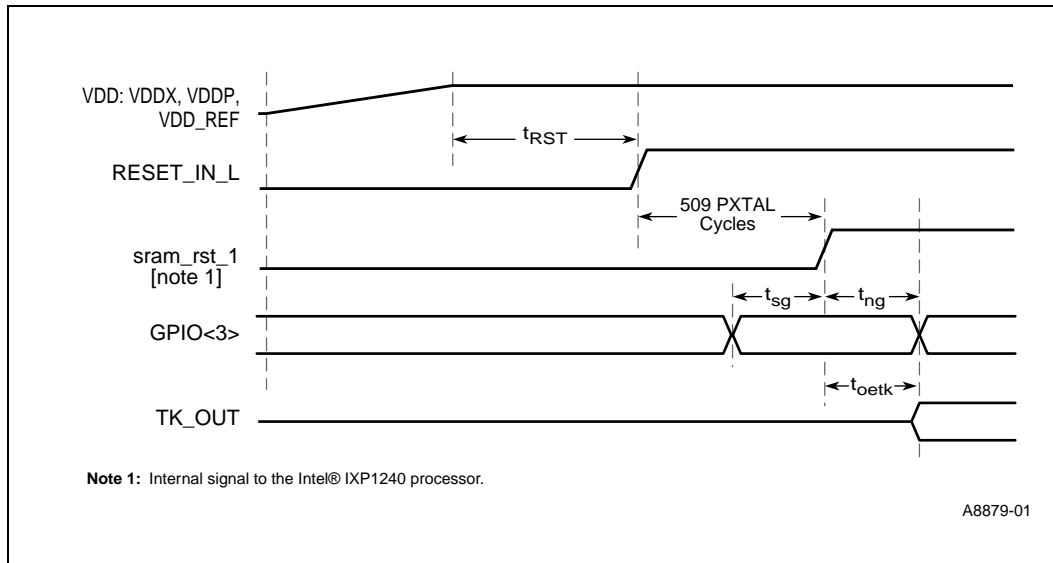 VDD: VDDX, VDDP,
VDD_REF
tRST
RESET_IN_L
509 PXTAL
Cycles
sram_rst_1
[note 1]
tsg
tng
GPIO<3>
toetk
TK_OUT
Note 1: Internal signal to the Intel® IXP1240 processor.
A8879-01